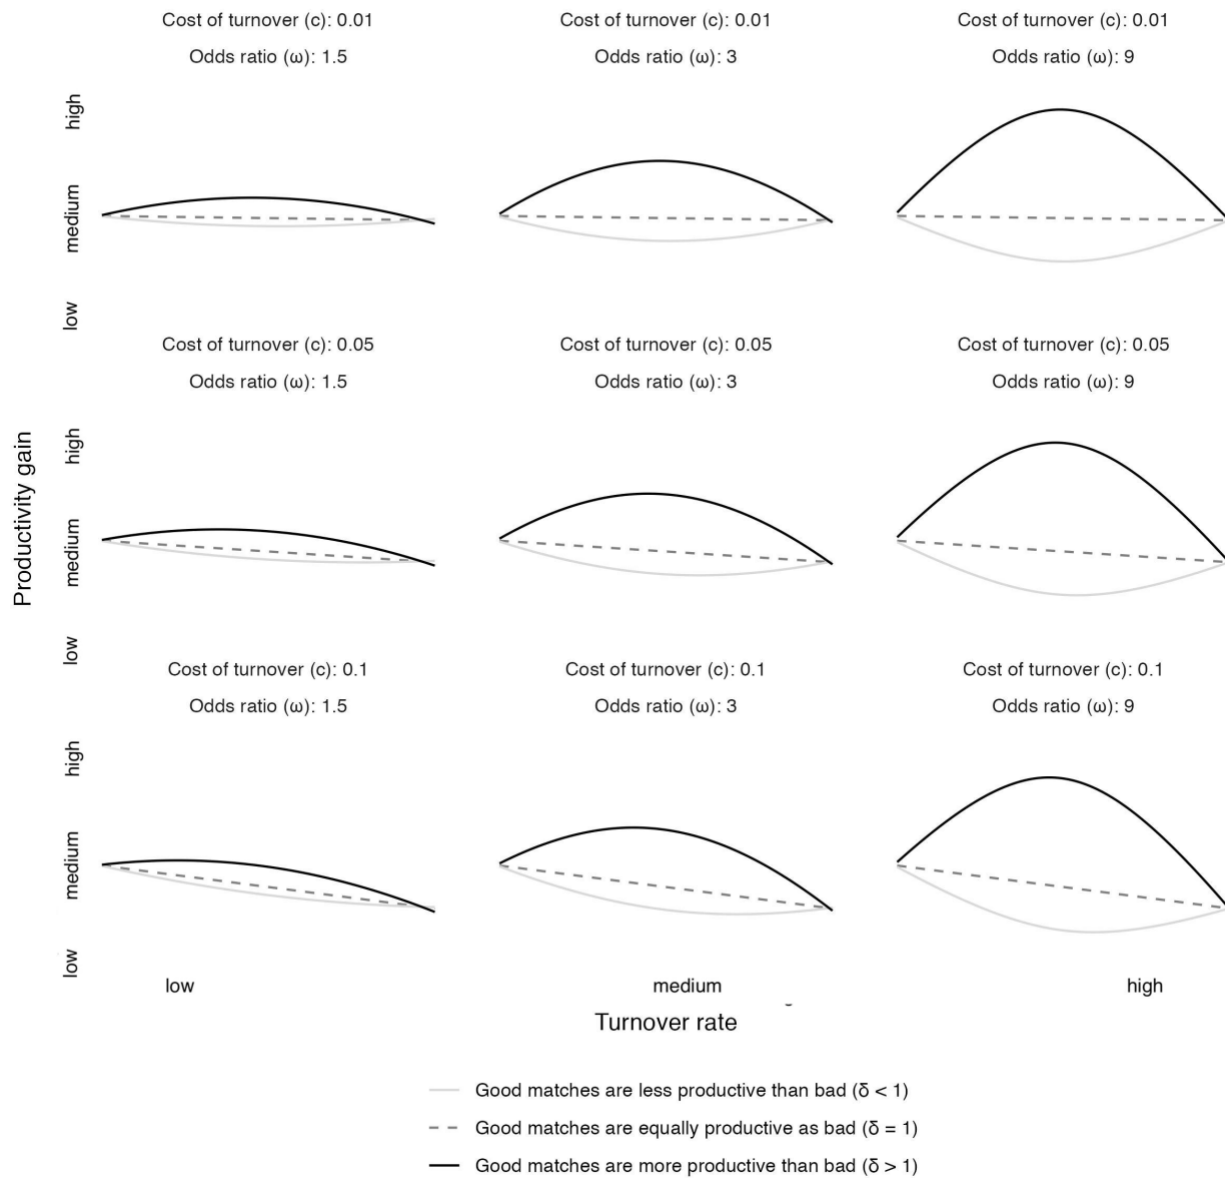 Cost of turnover (c): 0.01
Odds ratio (ω): 1.5
Cost of turnover (c): 0.01
Odds ratio (ω): 3
Cost of turnover (c): 0.01
Odds ratio (ω): 9
high
medium
low
Cost of turnover (c): 0.05
Odds ratio (ω): 1.5
Cost of turnover (c): 0.05
Odds ratio (ω): 3
Cost of turnover (c): 0.05
Odds ratio (ω): 9
Productivity gain
high
medium
low
Cost of turnover (c): 0.1
Odds ratio (ω): 1.5
Cost of turnover (c): 0.1
Odds ratio (ω): 3
Cost of turnover (c): 0.1
Odds ratio (ω): 9
high
medium
low
low
medium
high
Turnover rate
Good matches are less productive than bad (δ < 1)
Good matches are equally productive as bad (δ = 1)
Good matches are more productive than bad (δ > 1)